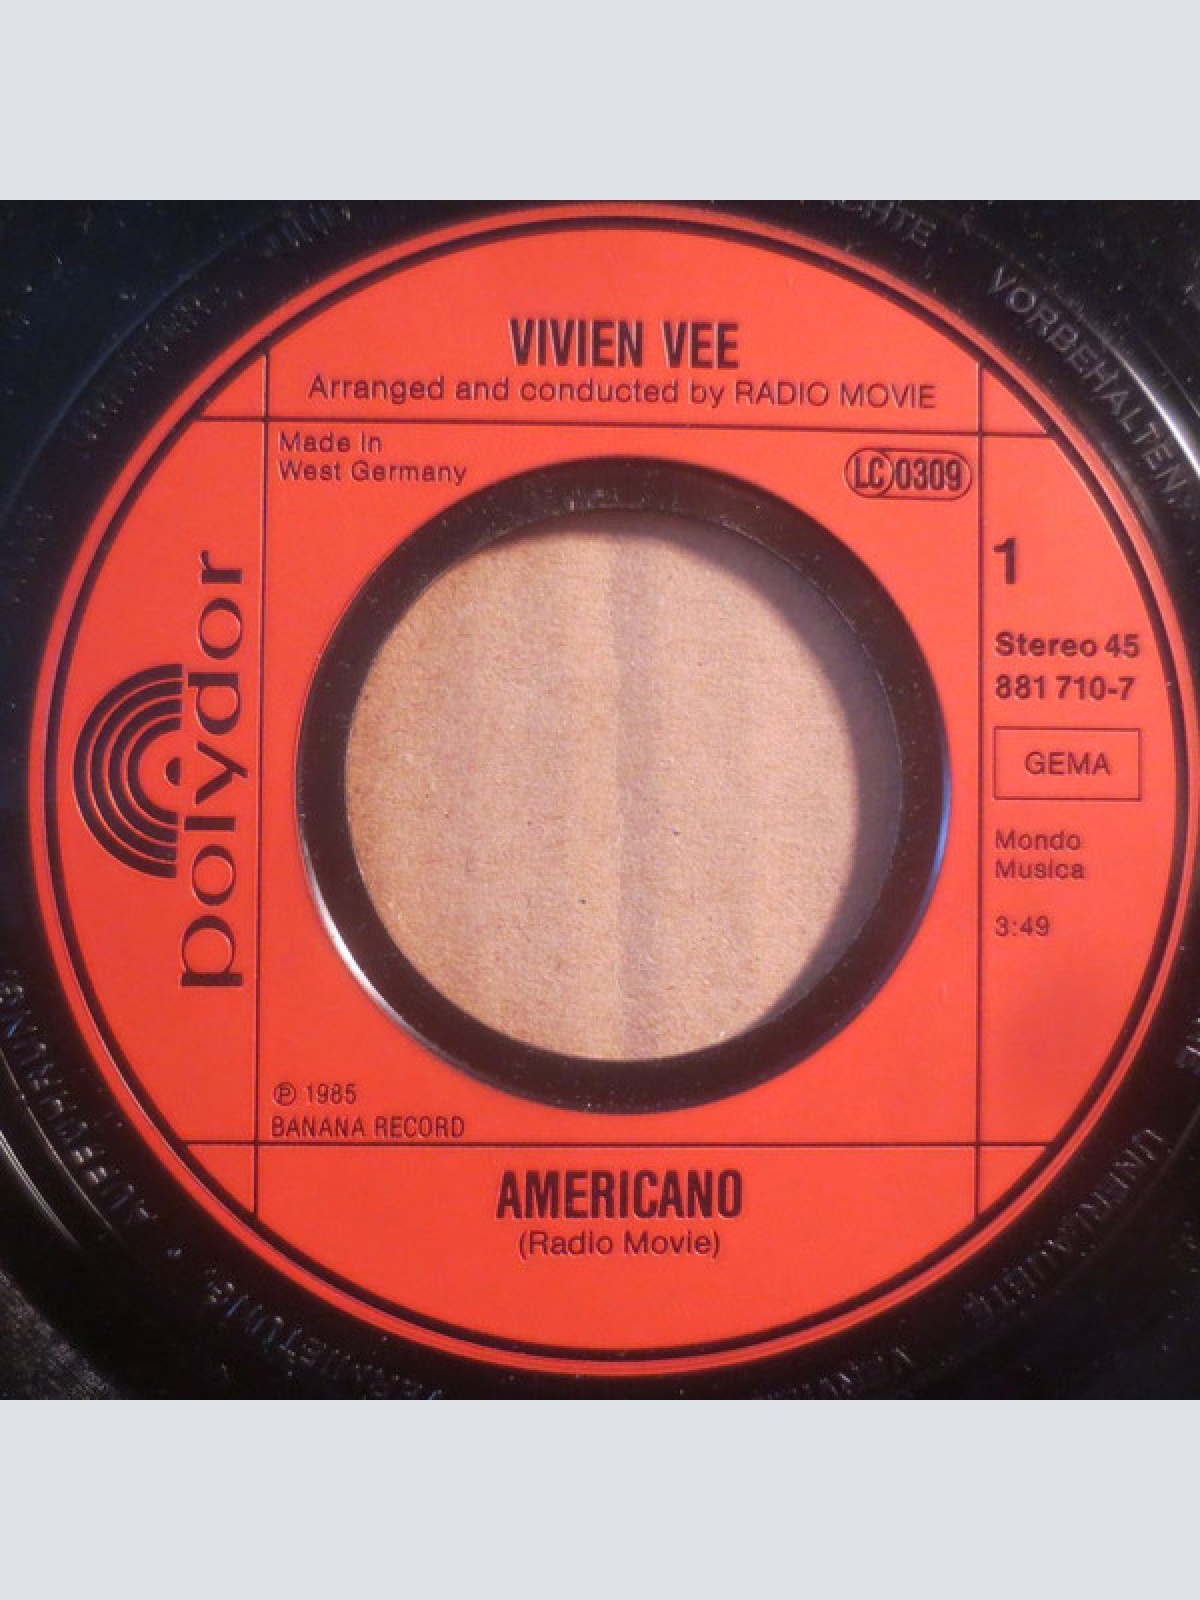 VIVIEN VEE
Arranged and conducted by RADIO MOVIE
Made in
West Germany
LC 0309
polydor
1
Stereo 45
881 710-7
GEMA
Mondo
Musica
3:49
℗ 1985
BANANA RECORD
AMERICANO
(Radio Movie)
VORBEHALTEN